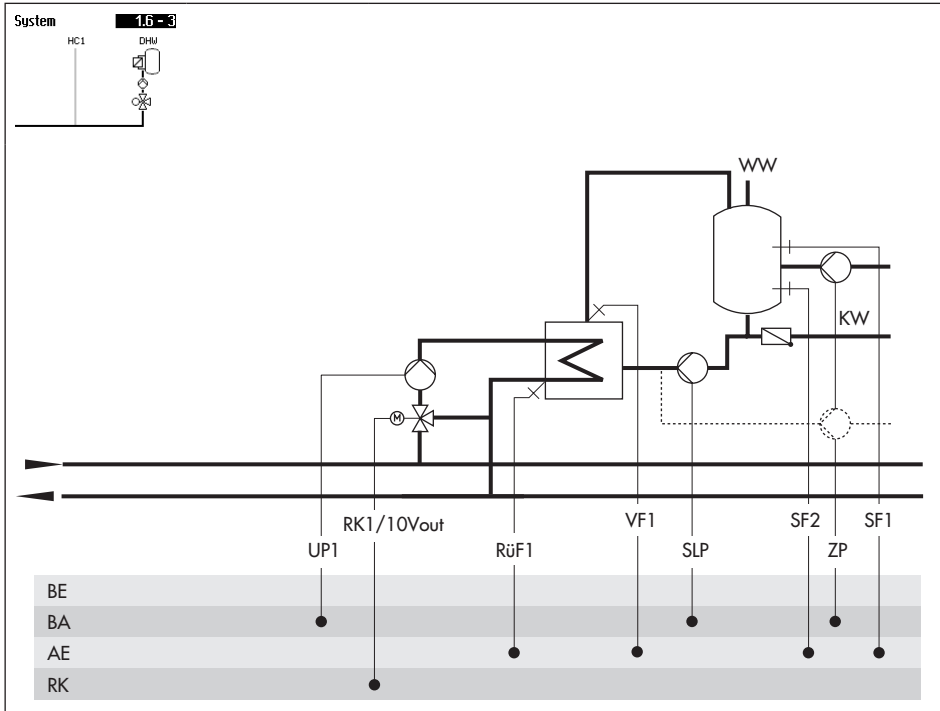 System 1.6 - 3
HC1 DHW
WW
KW
M
RK1/10Vout VF1 SF2 SF1
UP1 RüF1 SLP ZP
BE
BA
AE
RK